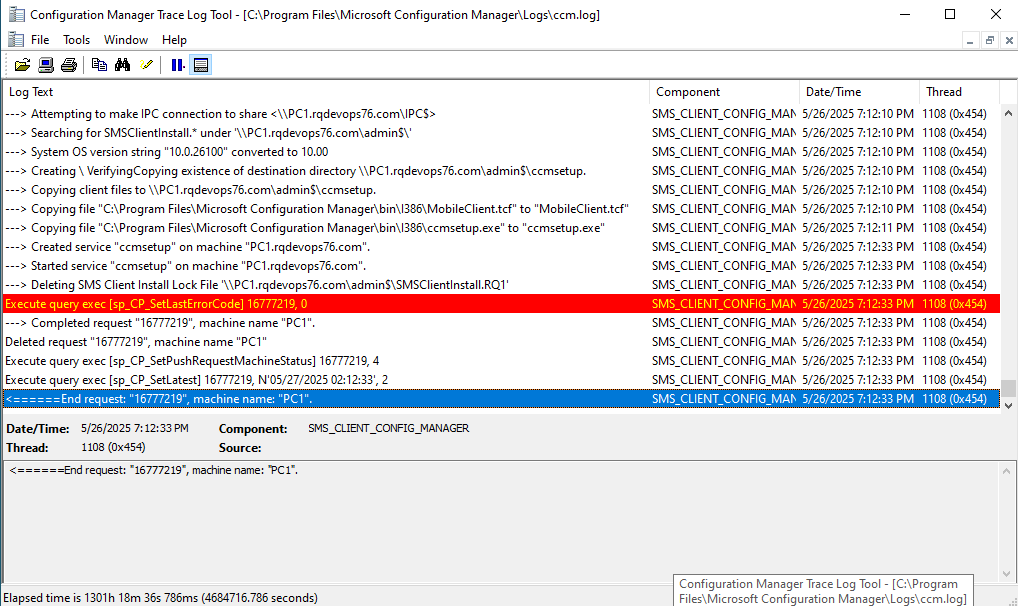 Configuration Manager Trace Log Tool - [C:\Program Files\Microsoft Configuration Manager\Logs\ccm.log]
File Tools Window Help
Log Text Component Date/Time Thread
---> Attempting to make IPC connection to share <\\PC1.rqdevops76.com\IPC$> SMS_CLIENT_CONFIG_MAN 5/26/2025 7:12:10 PM 1108 (0x454)
---> Searching for SMSClientInstall.* under '\\PC1.rqdevops76.com\admin$\' SMS_CLIENT_CONFIG_MAN 5/26/2025 7:12:10 PM 1108 (0x454)
---> System OS version string "10.0.26100" converted to 10.00 SMS_CLIENT_CONFIG_MAN 5/26/2025 7:12:10 PM 1108 (0x454)
---> Creating \ VerifyingCopying existence of destination directory \\PC1.rqdevops76.com\admin$\ccmsetup. SMS_CLIENT_CONFIG_MAN 5/26/2025 7:12:10 PM 1108 (0x454)
---> Copying client files to \\PC1.rqdevops76.com\admin$\ccmsetup. SMS_CLIENT_CONFIG_MAN 5/26/2025 7:12:10 PM 1108 (0x454)
---> Copying file "C:\Program Files\Microsoft Configuration Manager\bin\I386\MobileClient.tcf" to "MobileClient.tcf" SMS_CLIENT_CONFIG_MAN 5/26/2025 7:12:10 PM 1108 (0x454)
---> Copying file "C:\Program Files\Microsoft Configuration Manager\bin\I386\ccmsetup.exe" to "ccmsetup.exe" SMS_CLIENT_CONFIG_MAN 5/26/2025 7:12:11 PM 1108 (0x454)
---> Created service "ccmsetup" on machine "PC1.rqdevops76.com". SMS_CLIENT_CONFIG_MAN 5/26/2025 7:12:33 PM 1108 (0x454)
---> Started service "ccmsetup" on machine "PC1.rqdevops76.com". SMS_CLIENT_CONFIG_MAN 5/26/2025 7:12:33 PM 1108 (0x454)
---> Deleting SMS Client Install Lock File '\\PC1.rqdevops76.com\admin$\SMSClientInstall.RQ1' SMS_CLIENT_CONFIG_MAN 5/26/2025 7:12:33 PM 1108 (0x454)
Execute query exec [sp_CP_SetLastErrorCode] 16777219, 0 SMS_CLIENT_CONFIG_MAN 5/26/2025 7:12:33 PM 1108 (0x454)
---> Completed request "16777219", machine name "PC1". SMS_CLIENT_CONFIG_MAN 5/26/2025 7:12:33 PM 1108 (0x454)
Deleted request "16777219", machine name "PC1" SMS_CLIENT_CONFIG_MAN 5/26/2025 7:12:33 PM 1108 (0x454)
Execute query exec [sp_CP_SetPushRequestMachineStatus] 16777219, 4 SMS_CLIENT_CONFIG_MAN 5/26/2025 7:12:33 PM 1108 (0x454)
Execute query exec [sp_CP_SetLatest] 16777219, N'05/27/2025 02:12:33', 2 SMS_CLIENT_CONFIG_MAN 5/26/2025 7:12:33 PM 1108 (0x454)
<======End request: "16777219", machine name: "PC1". SMS_CLIENT_CONFIG_MAN 5/26/2025 7:12:33 PM 1108 (0x454)
Date/Time: 5/26/2025 7:12:33 PM Component: SMS_CLIENT_CONFIG_MANAGER
Thread: 1108 (0x454) Source:
<======End request: "16777219", machine name: "PC1".
Configuration Manager Trace Log Tool - [C:\Program
Files\Microsoft Configuration Manager\Logs\ccm.log]
Elapsed time is 1301h 18m 36s 786ms (4684716.786 seconds)